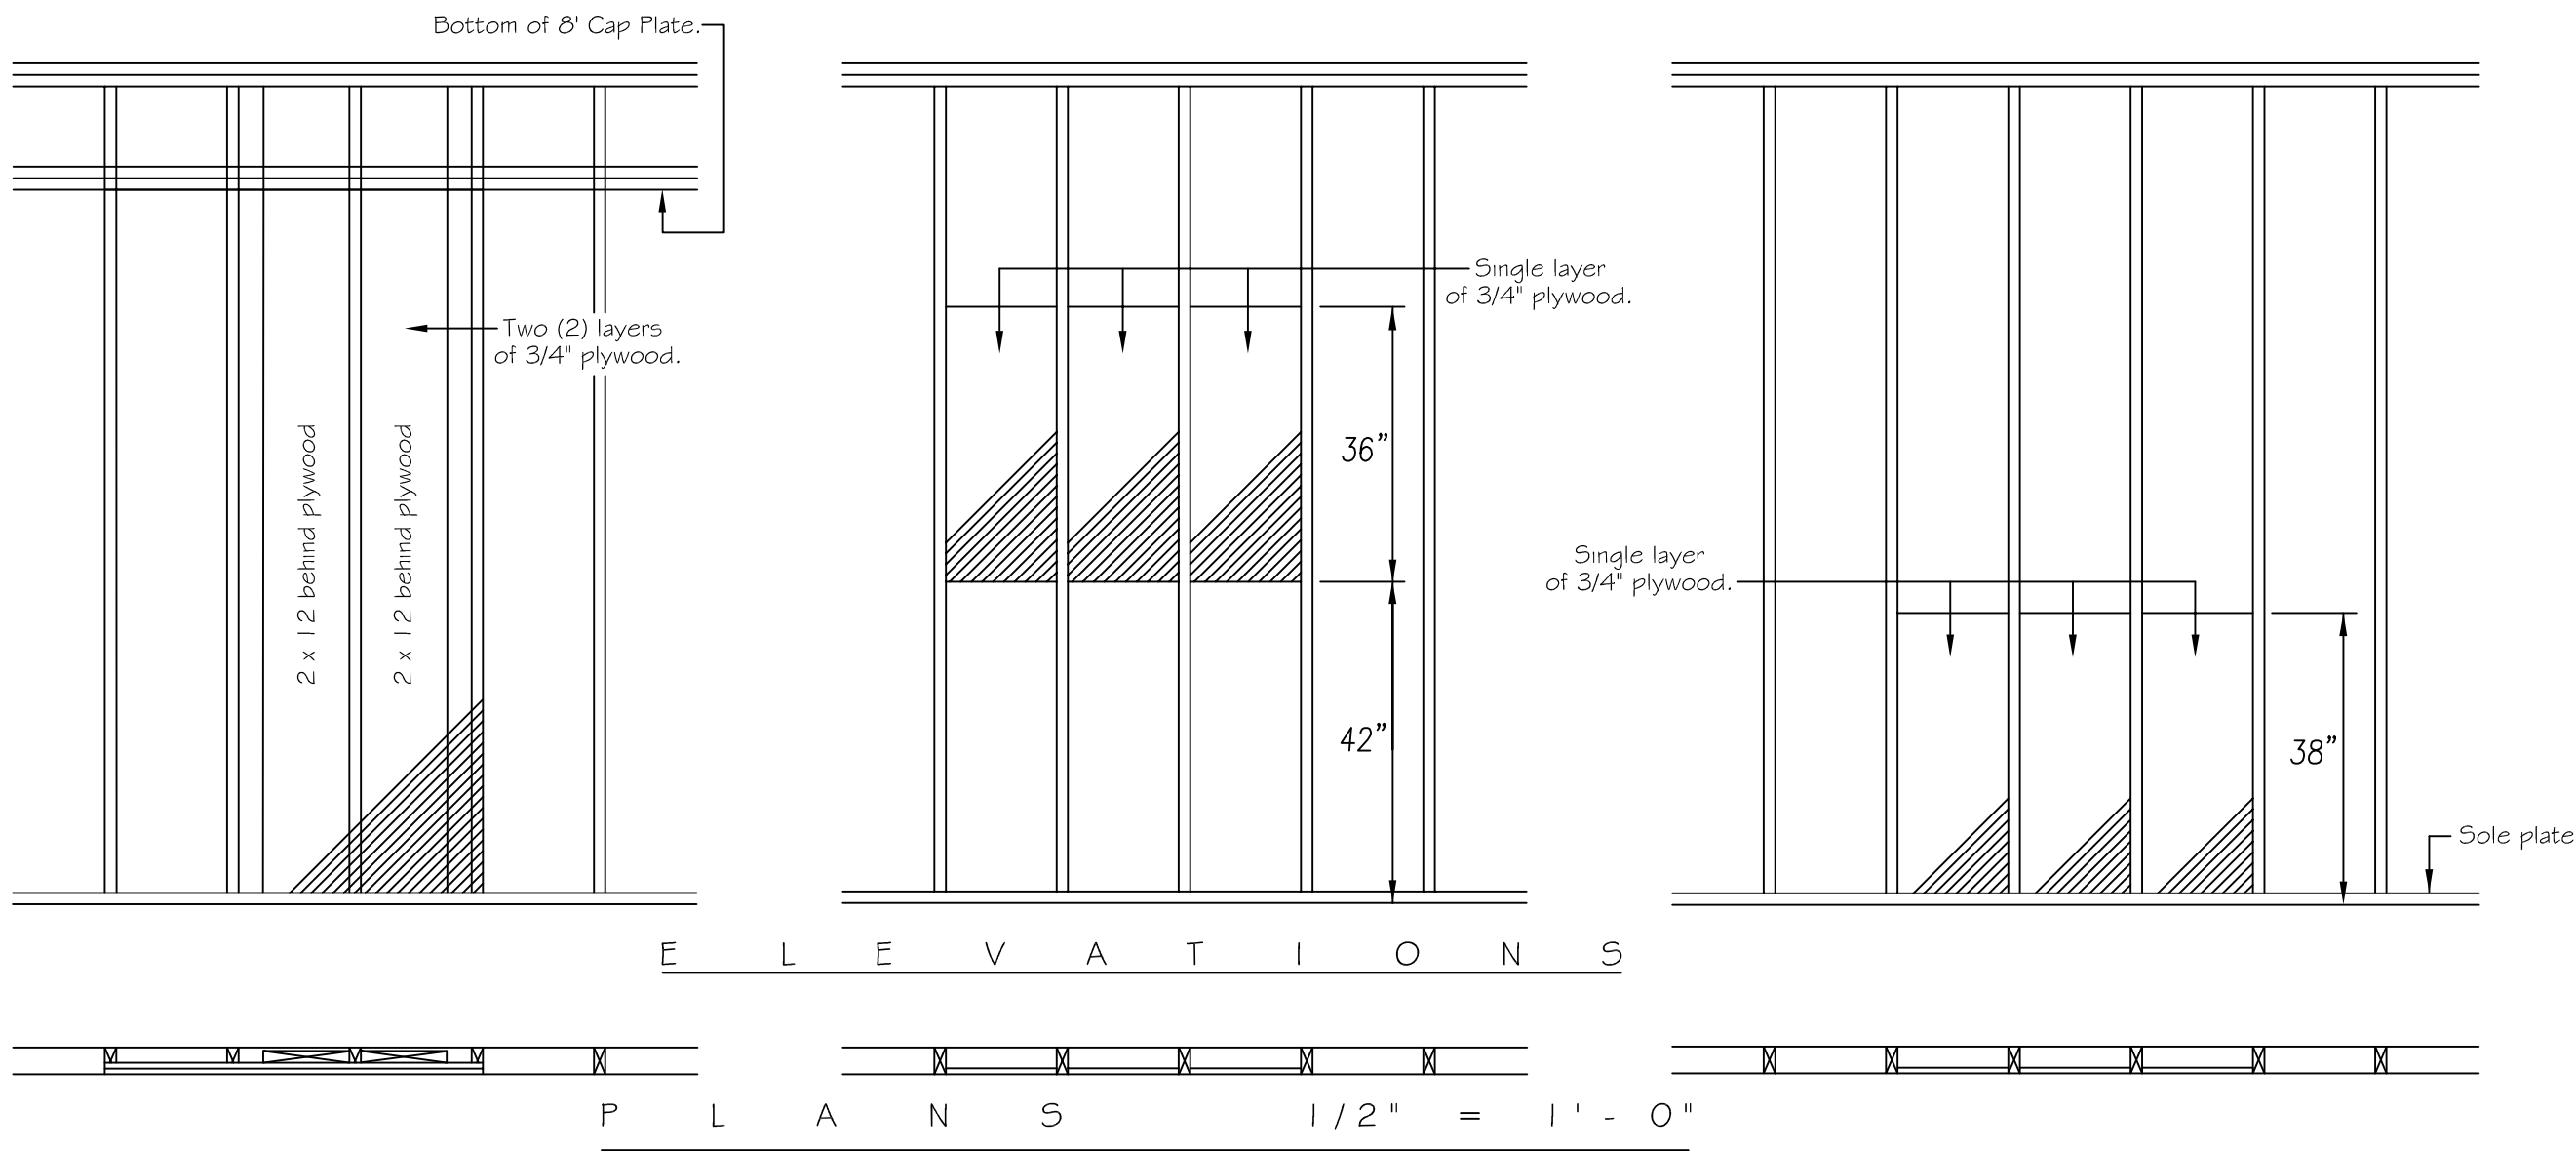 Bottom of 8' Cap Plate.
Two (2) layers
of 3/4" plywood.
2 x 12 behind plywood
2 x 12 behind plywood
Single layer
of 3/4" plywood.
36”
42”
Single layer
of 3/4" plywood.
38”
Sole plate
E L E V A T I O N S
P L A N S 1/2" = 1'-0"